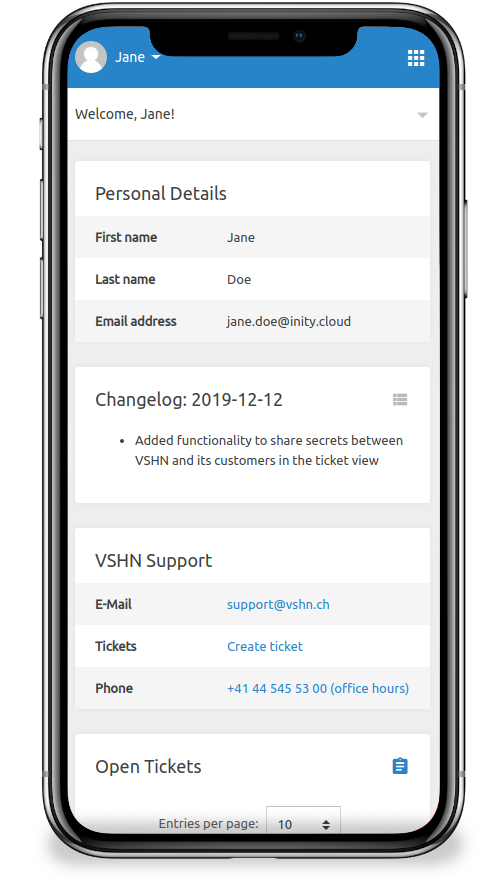 Jane
Welcome, Jane!
Personal Details
First name Jane
Last name Doe
Email address jane.doe@inity.cloud
Changelog: 2019-12-12
• Added functionality to share secrets between
VSHN and its customers in the ticket view
VSHN Support
E-Mail support@vshn.ch
Tickets Create ticket
Phone +41 44 545 53 00 (office hours)
Open Tickets
Entries per page: 10